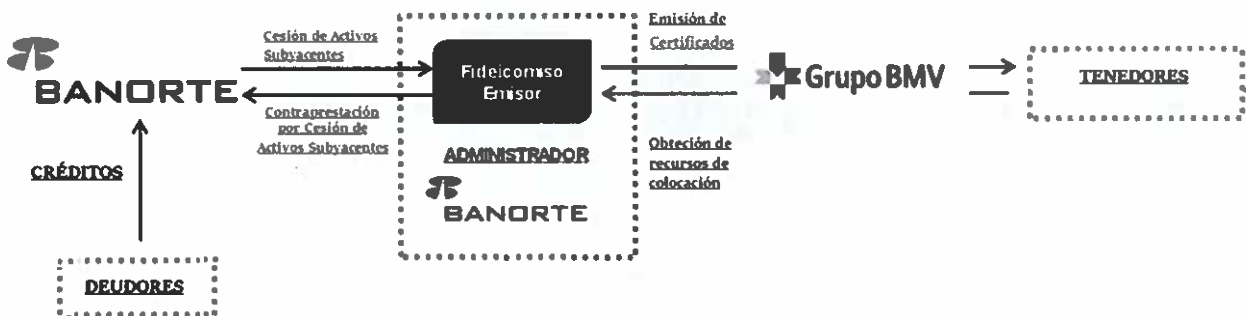 BANORTE
Cesión de Activos
Subyacentes
Contraprestación
por Cesión de
Activos Subyacentes
CRÉDITOS
DEUDORES
Fideicomiso
Emisor
ADMINISTRADOR
BANORTE
Emisión de
Certificados
Obteción de
recursos de
colocación
Grupo BMV
TENEDORES